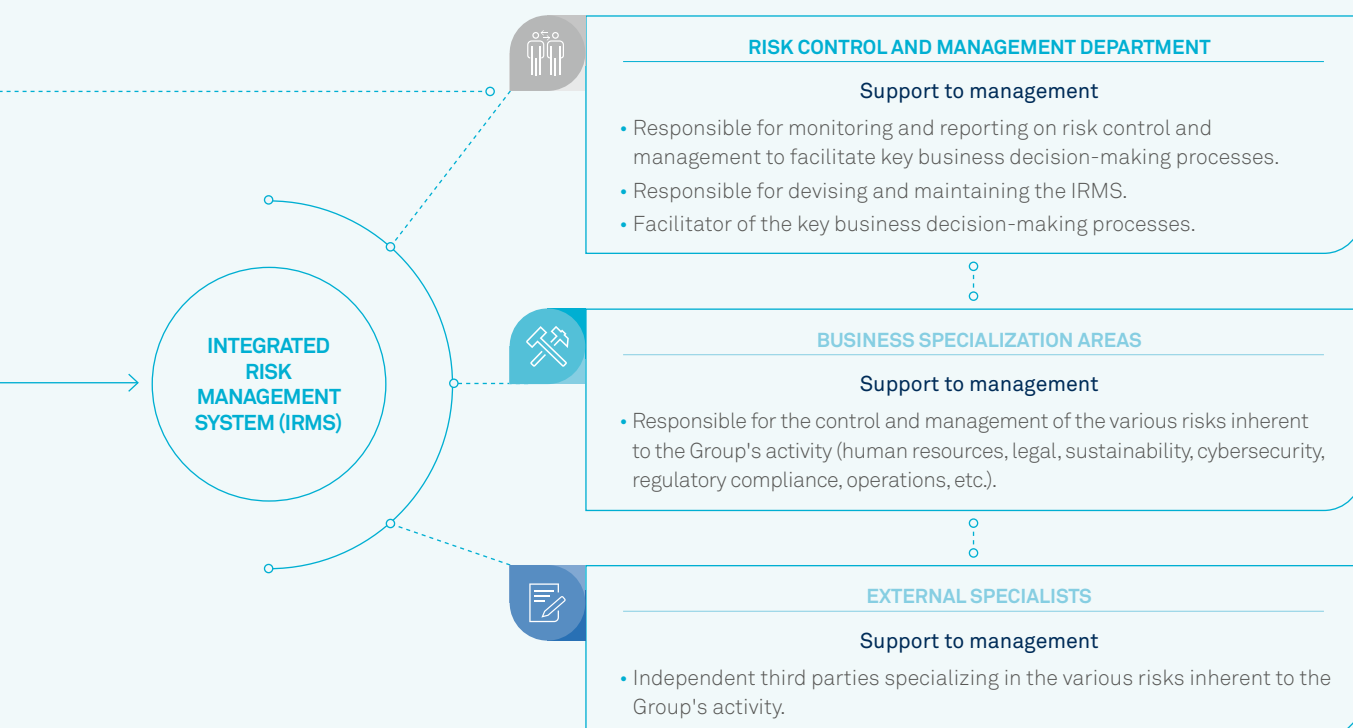 RISK CONTROL AND MANAGEMENT DEPARTMENT
Support to management
• Responsible for monitoring and reporting on risk control and
management to facilitate key business decision-making processes.
• Responsible for devising and maintaining the IRMS.
• Facilitator of the key business decision-making processes.
INTEGRATED
RISK
MANAGEMENT
SYSTEM (IRMS)
BUSINESS SPECIALIZATION AREAS
Support to management
• Responsible for the control and management of the various risks inherent
to the Group's activity (human resources, legal, sustainability, cybersecurity,
regulatory compliance, operations, etc.).
EXTERNAL SPECIALISTS
Support to management
• Independent third parties specializing in the various risks inherent to the
Group's activity.